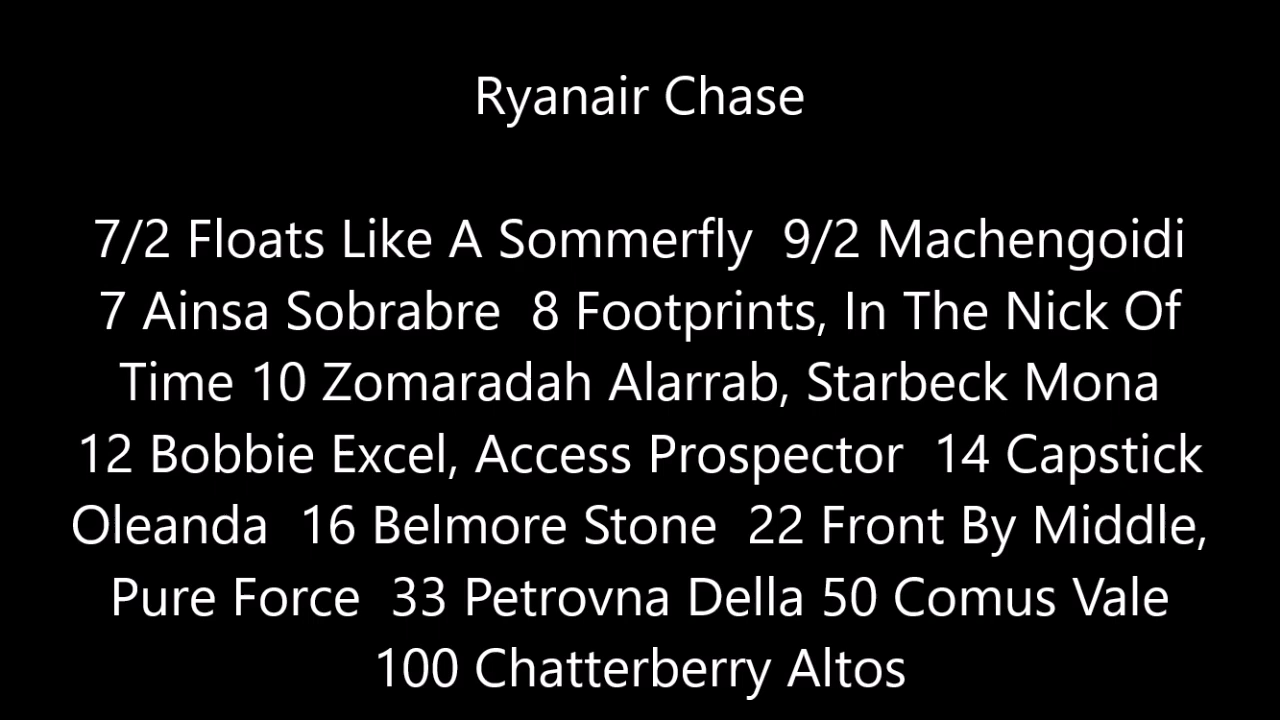 Ryanair Chase
7/2 Floats Like A Sommerfly  9/2 Machengoidi
7 Ainsa Sobrabre  8 Footprints, In The Nick Of
Time 10 Zomaradah Alarrab, Starbeck Mona
12 Bobbie Excel, Access Prospector  14 Capstick
Oleanda  16 Belmore Stone  22 Front By Middle,
Pure Force  33 Petrovna Della 50 Comus Vale
100 Chatterberry Altos